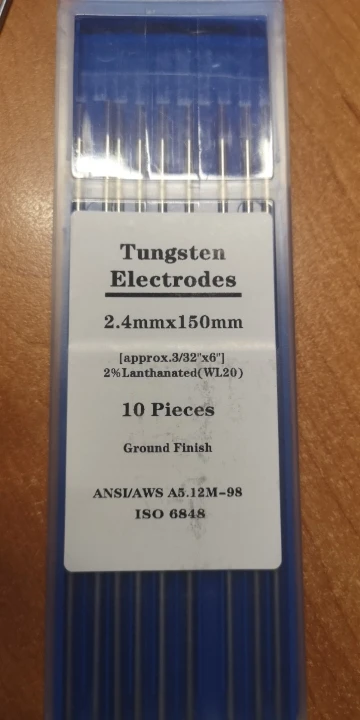 Tungsten
Electrodes
2.4mmx150mm
[approx.3/32"x6"]
2%Lanthanated(WL20)
10 Pieces
Ground Finish
ANSI/AWS A5.12M-98
ISO 6848